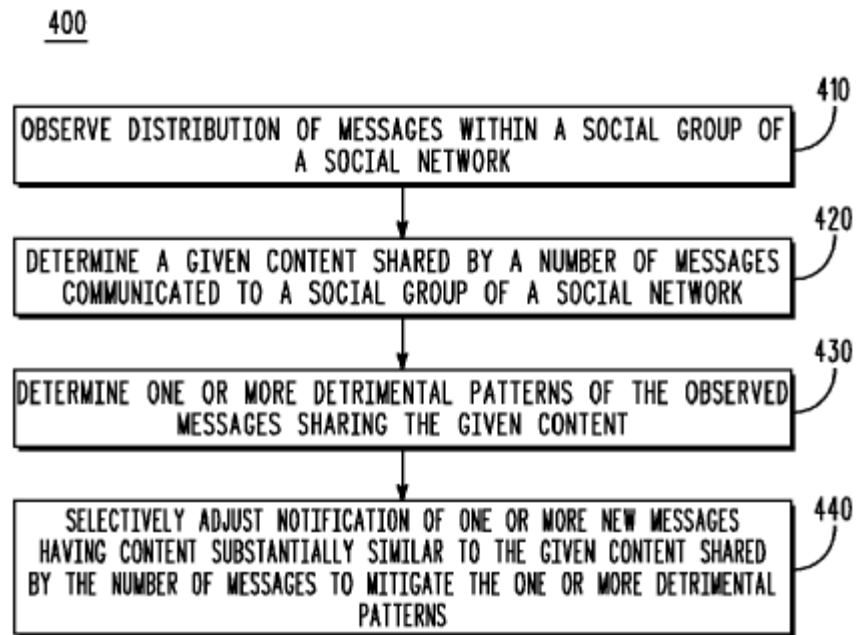 400
410
OBSERVE DISTRIBUTION OF MESSAGES WITHIN A SOCIAL GROUP OF
A SOCIAL NETWORK
420
DETERMINE A GIVEN CONTENT SHARED BY A NUMBER OF MESSAGES
COMMUNICATED TO A SOCIAL GROUP OF A SOCIAL NETWORK
430
DETERMINE ONE OR MORE DETRIMENTAL PATTERNS OF THE OBSERVED
MESSAGES SHARING THE GIVEN CONTENT
440
SELECTIVELY ADJUST NOTIFICATION OF ONE OR MORE NEW MESSAGES
HAVING CONTENT SUBSTANTIALLY SIMILAR TO THE GIVEN CONTENT SHARED
BY THE NUMBER OF MESSAGES TO MITIGATE THE ONE OR MORE DETRIMENTAL
PATTERNS